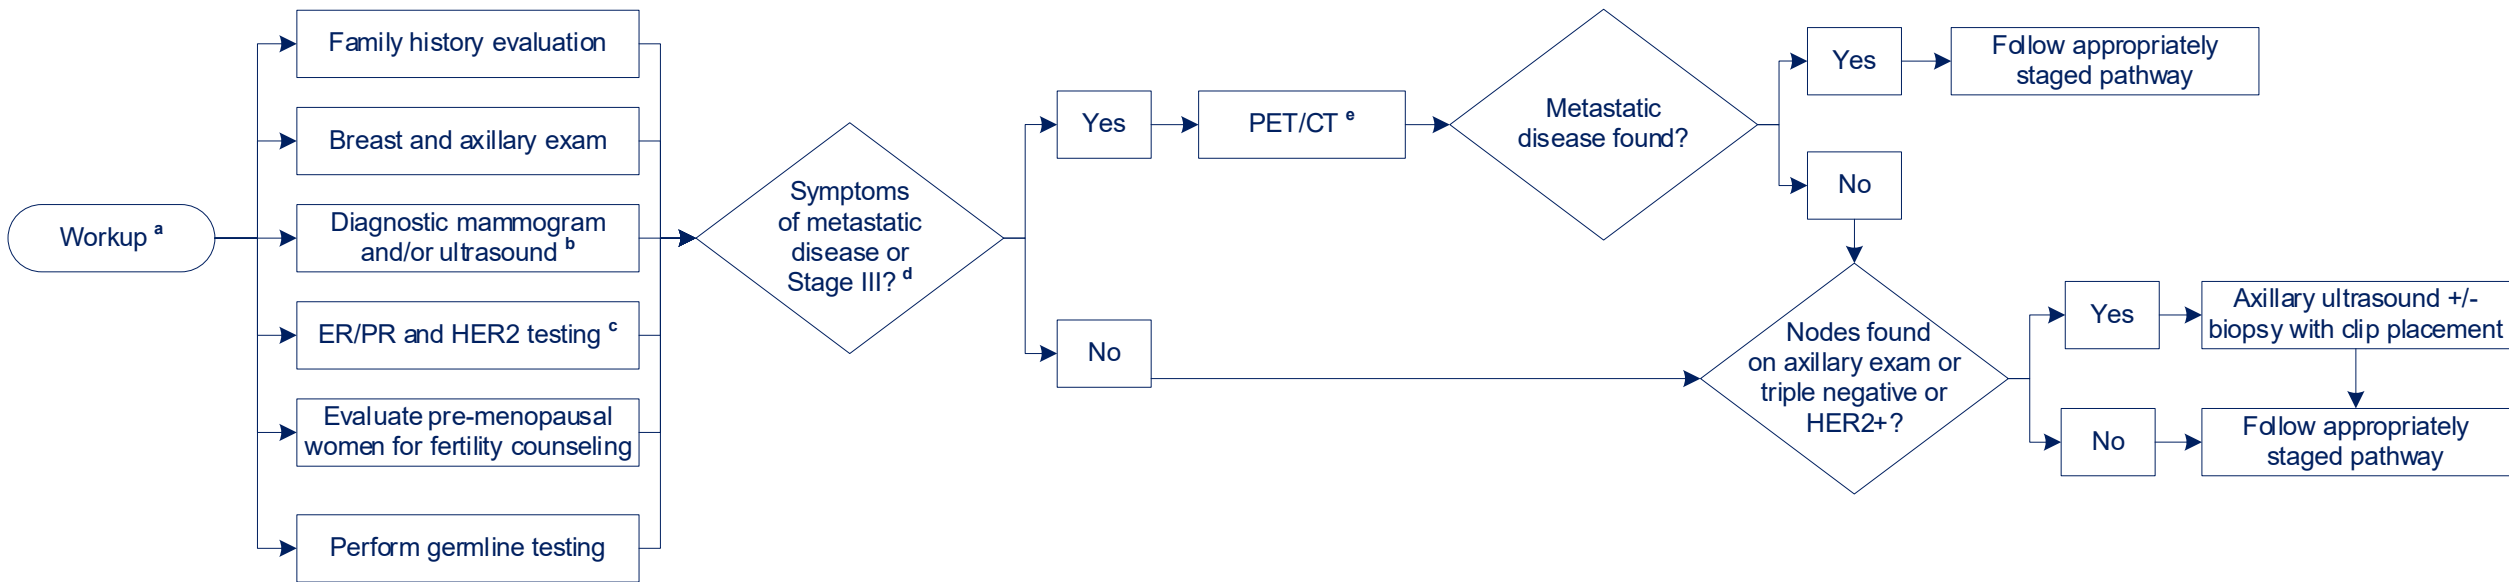 Workup a
Family history evaluation
Breast and axillary exam
Diagnostic mammogram
and/or ultrasound b
ER/PR and HER2 testing c
Evaluate pre-menopausal
women for fertility counseling
Perform germline testing
Symptoms
of metastatic
disease or
Stage III? d
Yes
PET/CT e
Metastatic
disease found?
Yes
Follow appropriately
staged pathway
No
No
Nodes found
on axillary exam or
triple negative or
HER2+?
Yes
Axillary ultrasound +/-
biopsy with clip placement
No
Follow appropriately
staged pathway